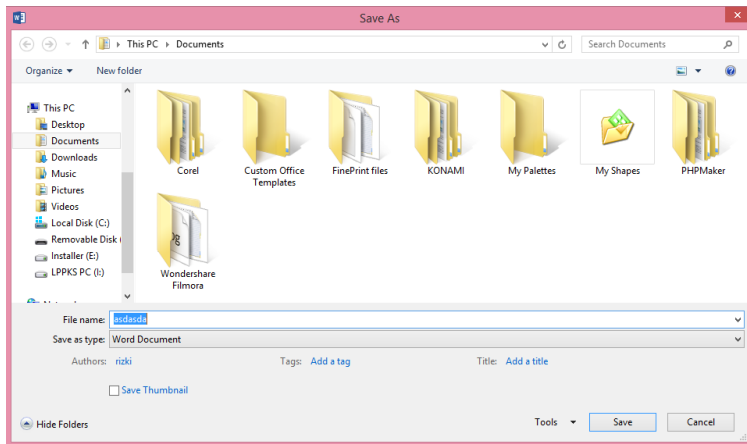 Save As
This PC Documents
Search Documents
Organize New folder
This PC
Desktop
Documents
Downloads
Music
Pictures
Videos
Local Disk (C:)
Removable Disk
Installer (E:)
LPPKS PC (I:)
Corel
Custom Office
Templates
FinePrint files
KONAMI
My Palettes
My Shapes
PHPMaker
Wondershare
Filmora
File name: asdasda
Save as type: Word Document
Authors: rizki Tags: Add a tag Title: Add a title
Save Thumbnail
Hide Folders Tools Save Cancel